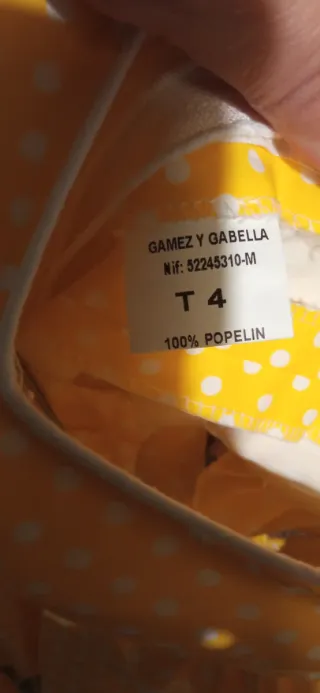 GAMEZ Y GABELLA
Nif: 52245310-M
T 4
100% POPELIN